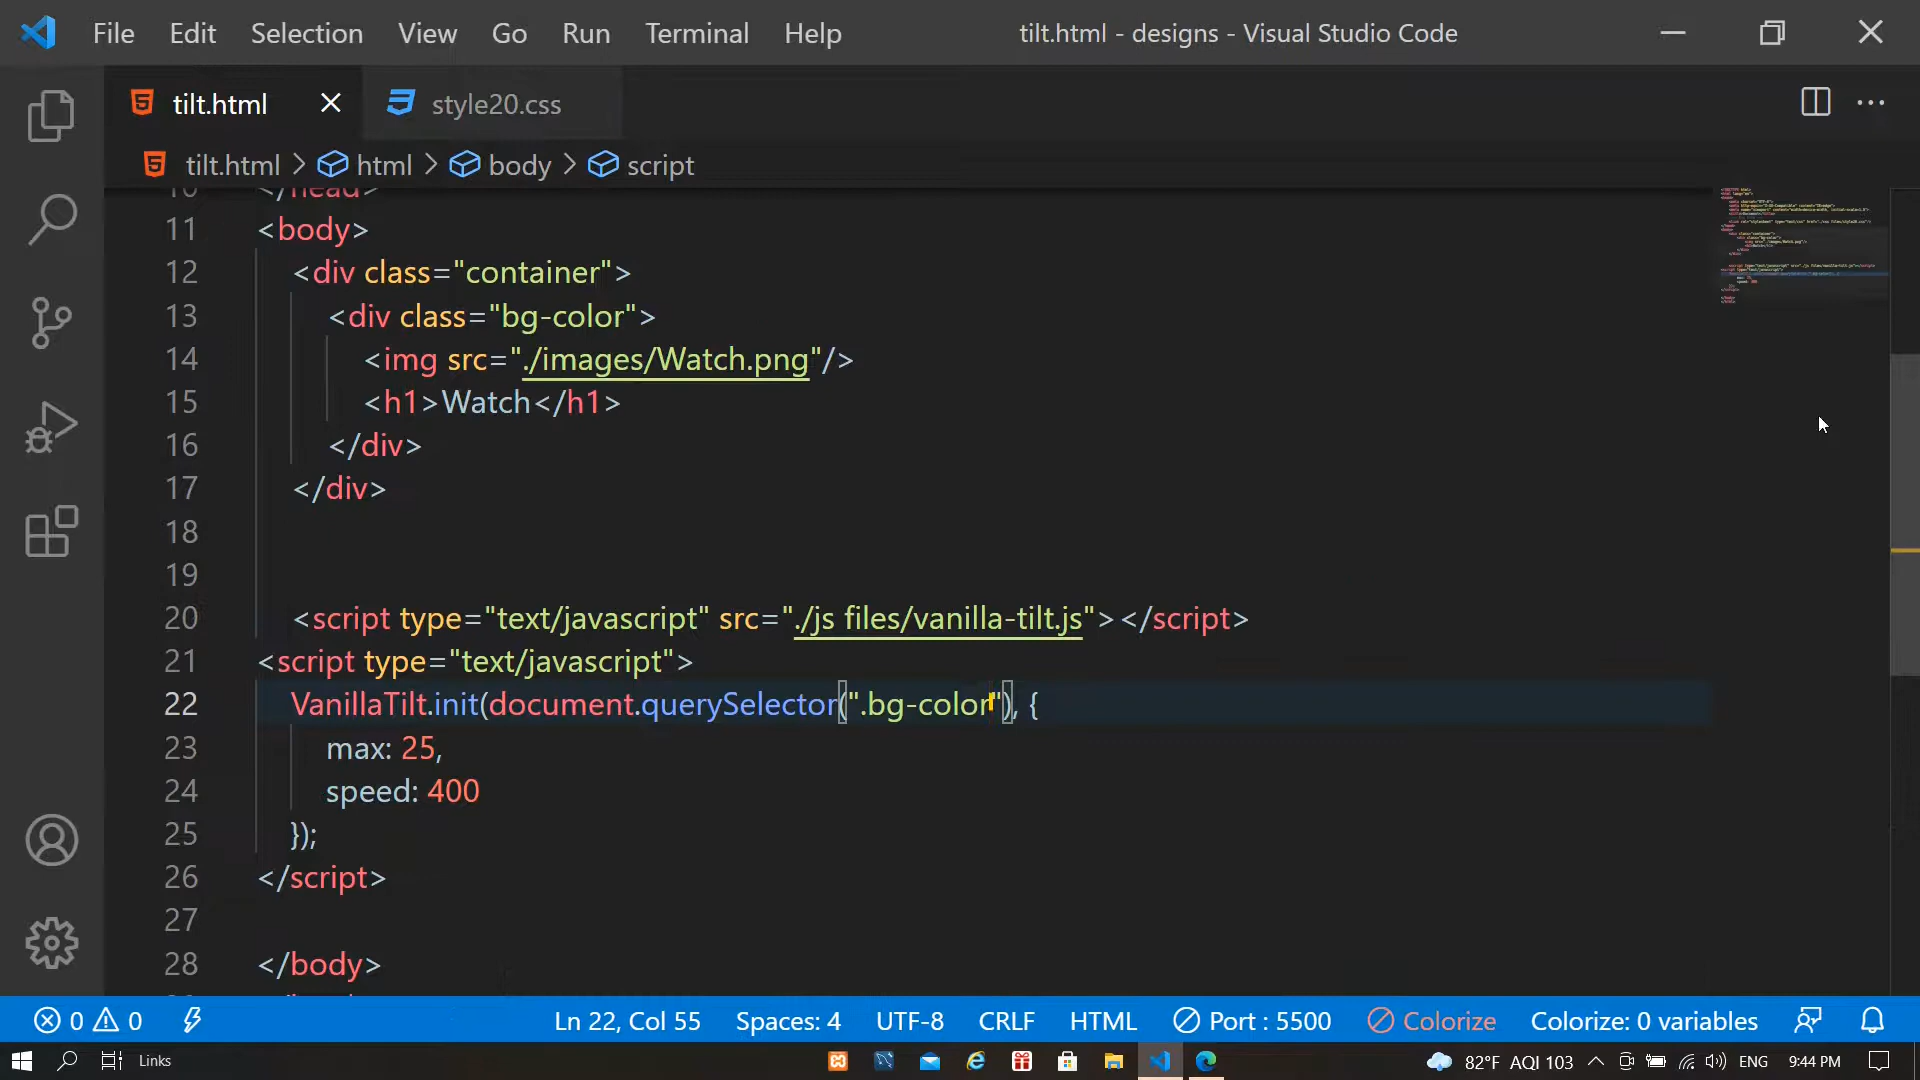 File Edit Selection View Go Run Terminal Help tilt.html - designs - Visual Studio Code
tilt.html style20.css
tilt.html > html > body > script
10 </head>
11 <body>
12 <div class="container">
13 <div class="bg-color">
14 <img src="./images/Watch.png"/>
15 <h1>Watch</h1>
16 </div>
17 </div>
18
19
20 <script type="text/javascript" src="./js files/vanilla-tilt.js"></script>
21 <script type="text/javascript">
22 VanillaTilt.init(document.querySelector(".bg-color"), {
23 max: 25,
24 speed: 400
25 });
26 </script>
27
28 </body>
0 0 Ln 22, Col 55 Spaces: 4 UTF-8 CRLF HTML Port : 5500 Colorize Colorize: 0 variables
Links 82°F AQI 103 ENG 9:44 PM